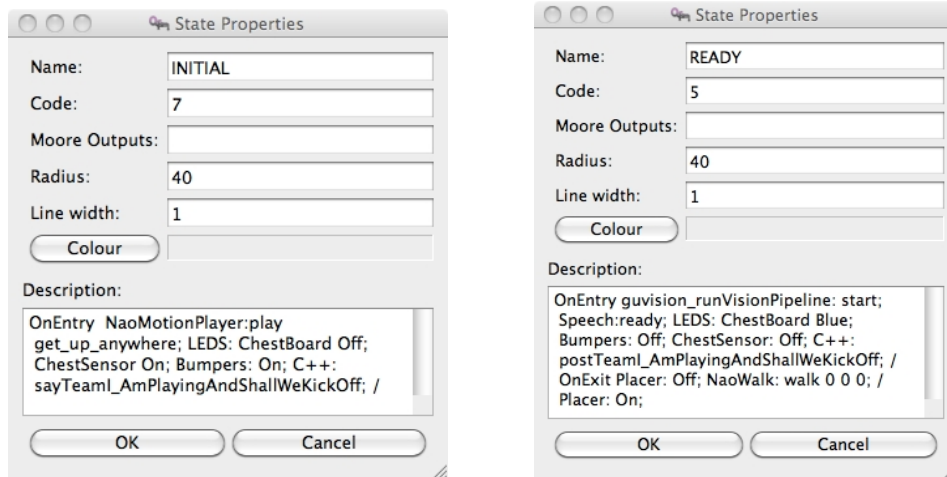 State Properties
Name: INITIAL
Code: 7
Moore Outputs:
Radius: 40
Line width: 1
Colour
Description:
OnEntry NaoMotionPlayer:play
get_up_anywhere; LEDS: ChestBoard Off;
ChestSensor On; Bumpers: On; C++:
sayTeamI_AmPlayingAndShallWeKickOff; /
OK Cancel
State Properties
Name: READY
Code: 5
Moore Outputs:
Radius: 40
Line width: 1
Colour
Description:
OnEntry guvision_runVisionPipeline: start;
Speech:ready; LEDS: ChestBoard Blue;
Bumpers: Off; ChestSensor: Off; C++:
postTeamI_AmPlayingAndShallWeKickOff; /
OnExit Placer: Off; NaoWalk: walk 0 0 0; /
Placer: On;
OK Cancel